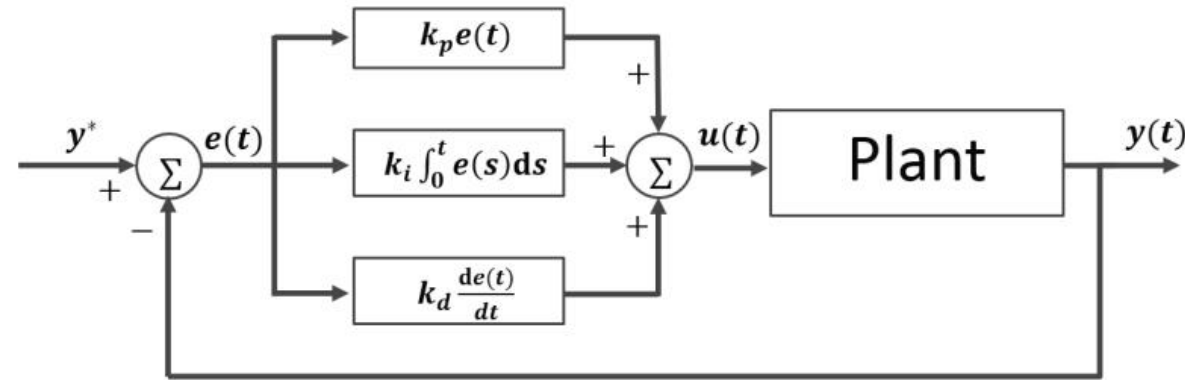 k_p e(t)
+
y* e(t) + u(t) Plant y(t)
Σ k_i ∫_0^t e(s)ds Σ
+
− +
k_d de(t)/dt